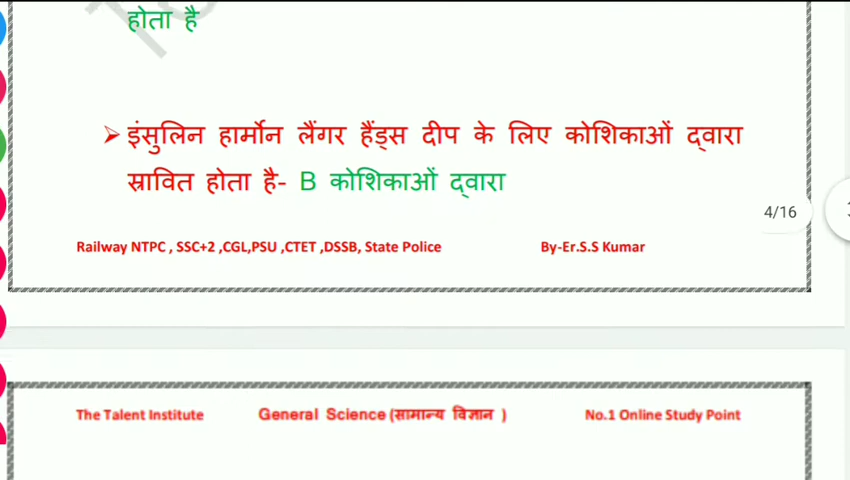 होता है
➢ इंसुलिन हार्मोन लैंगर हैंड्स दीप के लिए कोशिकाओं द्वारा
स्रावित होता है- B कोशिकाओं द्वारा
4/16
Railway NTPC , SSC+2 ,CGL,PSU ,CTET ,DSSB, State Police By-Er.S.S Kumar
The Talent Institute General Science (सामान्य विज्ञान ) No.1 Online Study Point